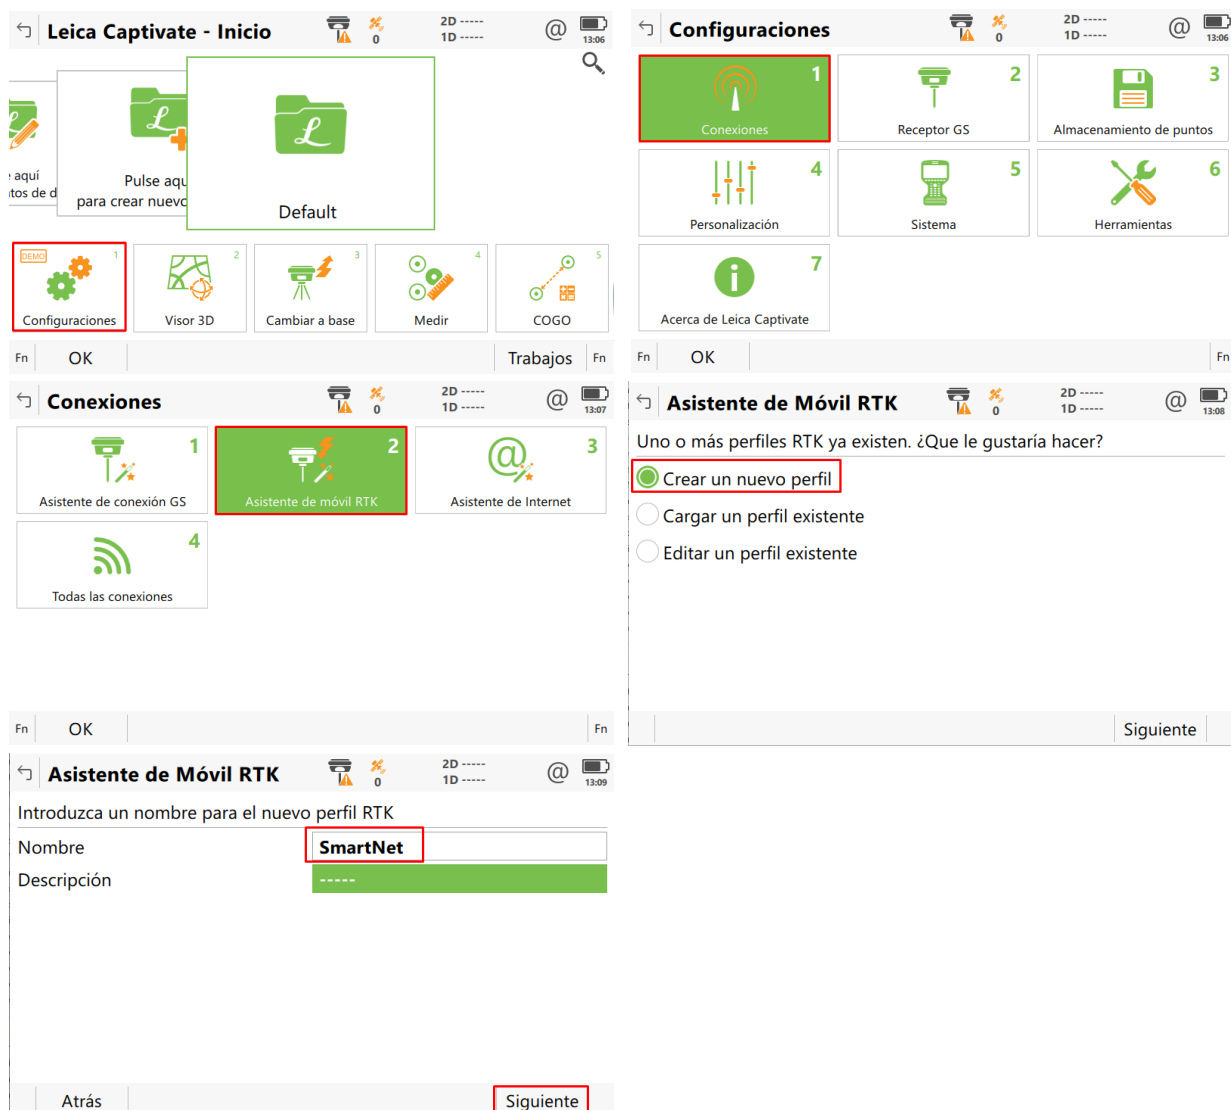 Leica Captivate - Inicio
0
2D -----
1D -----
@
13:06
aquí
tos de d
Pulse aqu
para crear nuevo
Default
DEMO
1
Configuraciones
2
Visor 3D
3
Cambiar a base
4
Medir
5
COGO
Fn
OK
Trabajos
Fn
Configuraciones
0
2D -----
1D -----
@
13:06
1
Conexiones
2
Receptor GS
3
Almacenamiento de puntos
4
Personalización
5
Sistema
6
Herramientas
7
Acerca de Leica Captivate
Fn
OK
Fn
Conexiones
0
2D -----
1D -----
@
13:07
1
Asistente de conexión GS
2
Asistente de móvil RTK
3
Asistente de Internet
4
Todas las conexiones
Fn
OK
Fn
Asistente de Móvil RTK
0
2D -----
1D -----
@
13:08
Uno o más perfiles RTK ya existen. ¿Que le gustaría hacer?
Crear un nuevo perfil
Cargar un perfil existente
Editar un perfil existente
Siguiente
Asistente de Móvil RTK
0
2D -----
1D -----
@
13:09
Introduzca un nombre para el nuevo perfil RTK
Nombre
SmartNet
Descripción
-----
Atrás
Siguiente